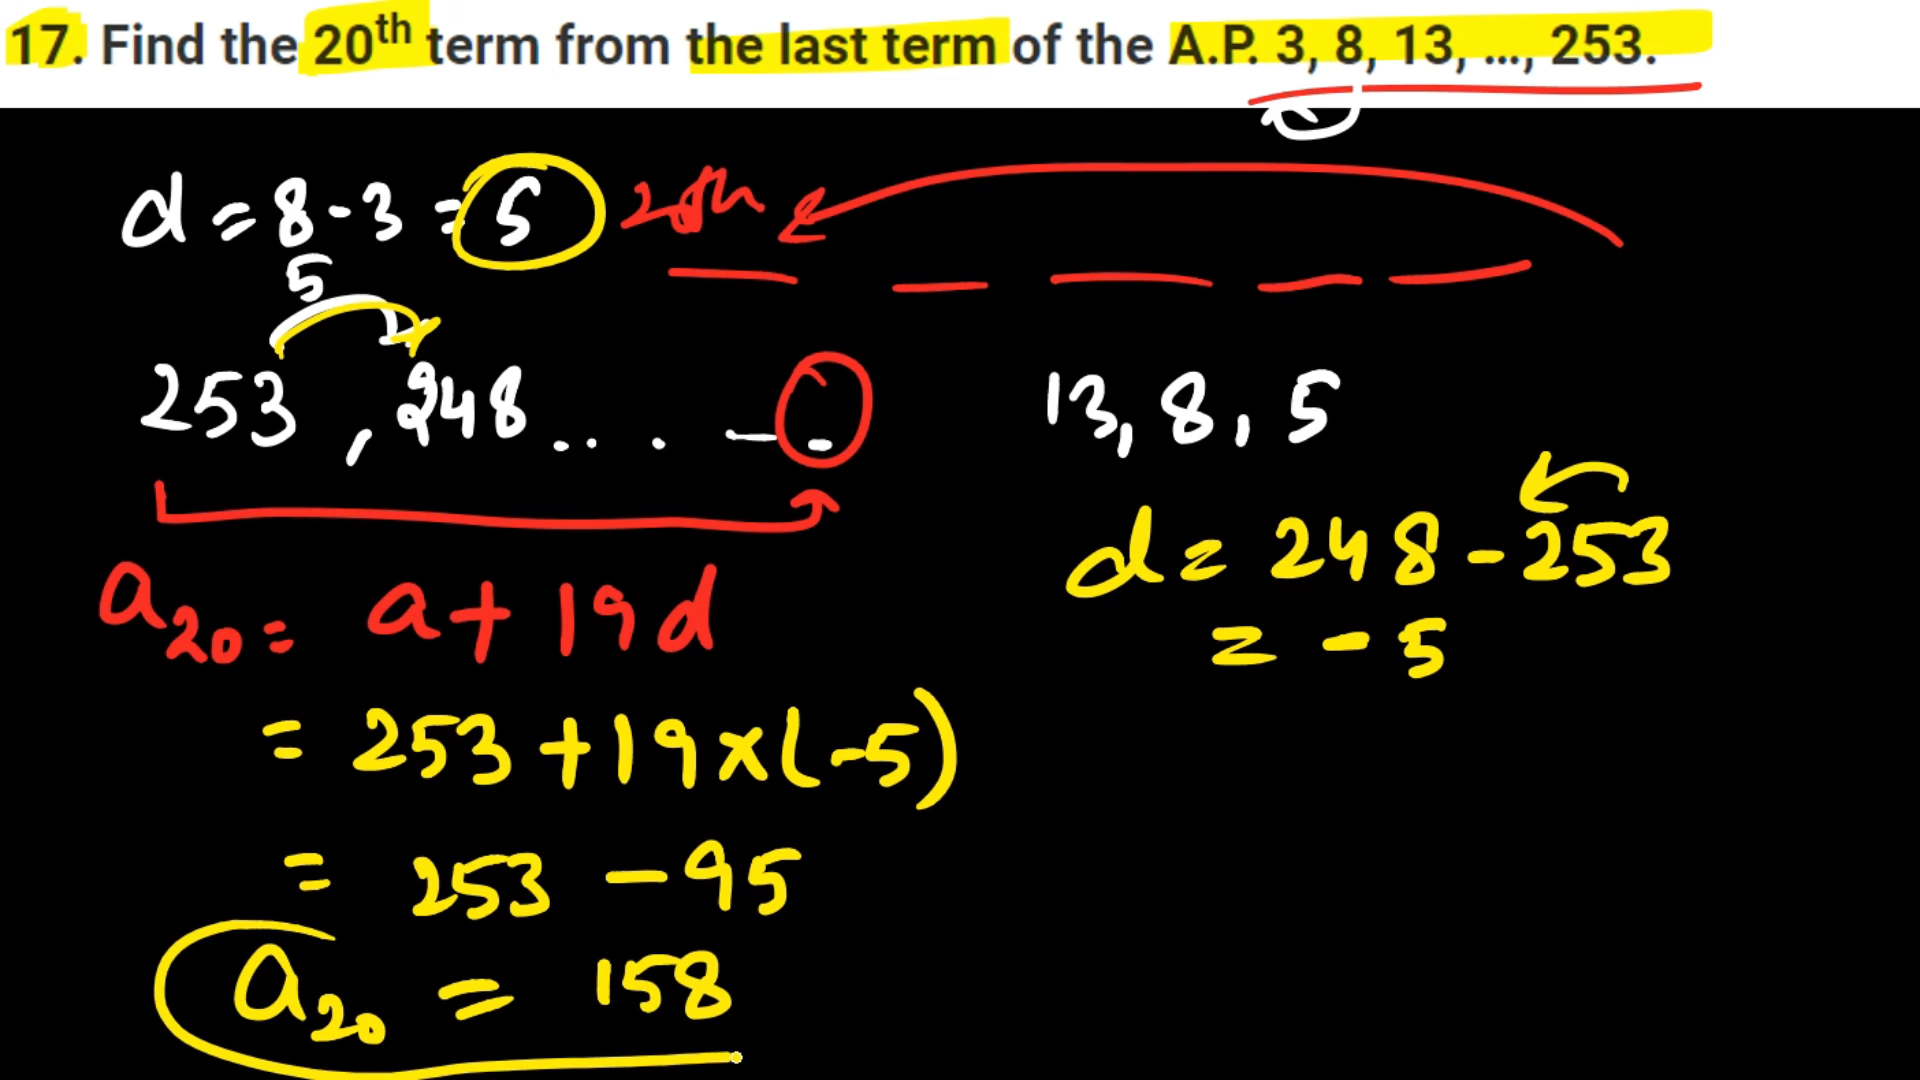 17. Find the 20th term from the last term of the A.P. 3, 8, 13, ..., 253.
d = 8 - 3 = 5 20th
5
253 , 248 . . . . _ _ 13, 8, 5
d = 248 - 253
= - 5
a20 = a + 19d
= 253 + 19 x (-5)
= 253 - 95
a20 = 158